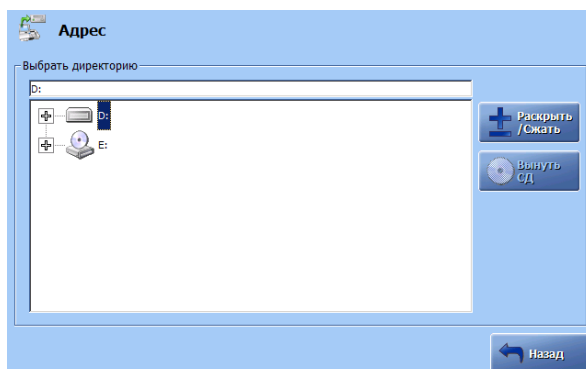 Адрес
Выбрать директорию
D:
D:
E:
Раскрыть
/Сжать
Вынуть
СД
Назад